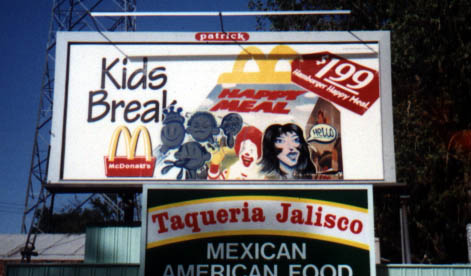 patrick
Kids
Break
$1.99
Hamburger Happy Meal.
HAPPY
MEAL
HELLO
McDonald's
Taqueria Jalisco
MEXICAN
AMERICAN FOOD